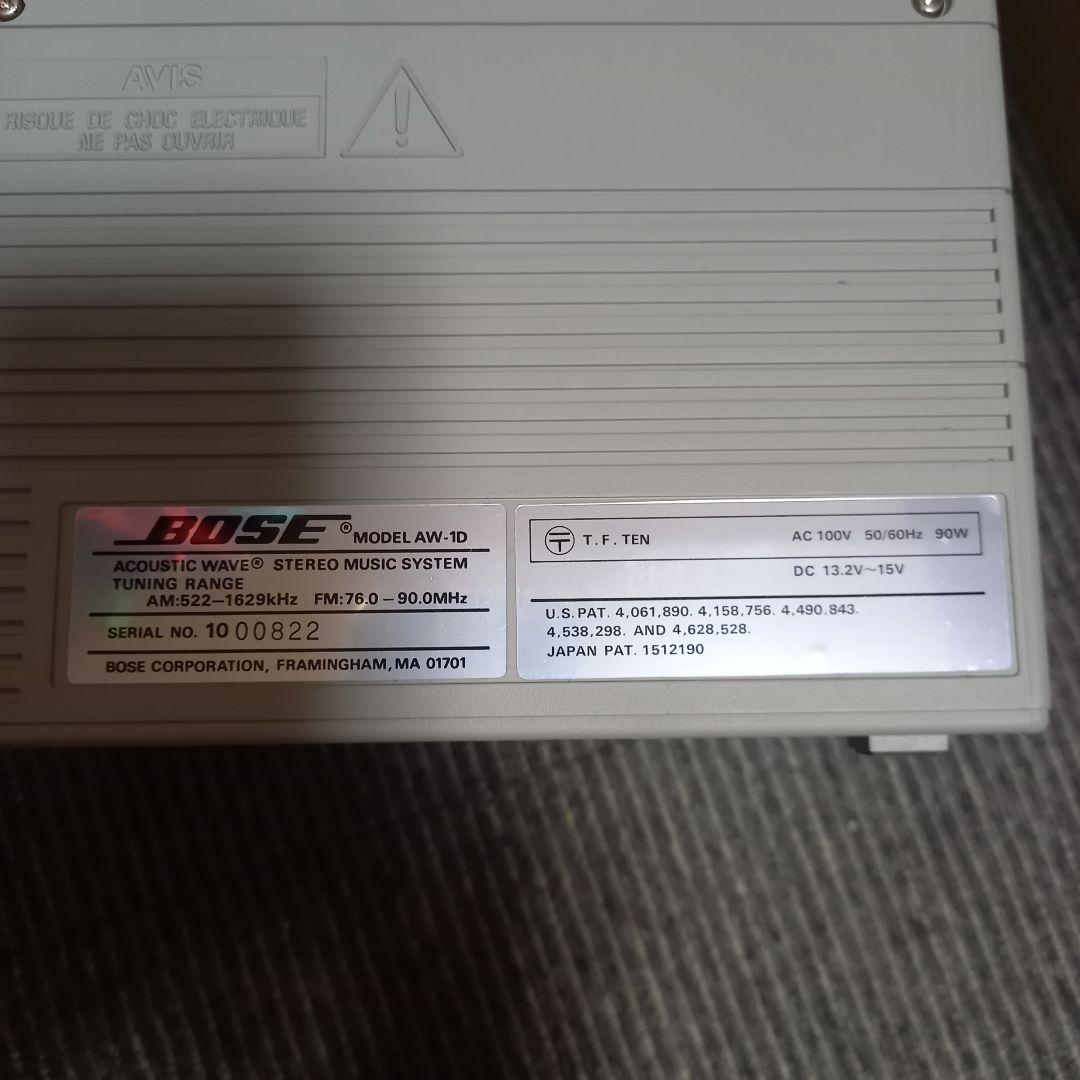 AVIS
RISQUE DE CHOC ELECTRIQUE
NE PAS OUVRIR
BOSE® MODEL AW-1D
ACOUSTIC WAVE® STEREO MUSIC SYSTEM
TUNING RANGE
AM:522–1629kHz FM:76.0–90.0MHz
SERIAL NO. 10 00822
BOSE CORPORATION, FRAMINGHAM, MA 01701
T. F. TEN AC 100V 50/60Hz 90W
DC 13.2V~15V
U.S. PAT. 4,061,890. 4,158,756. 4,490.843.
4,538,298. AND 4,628,528.
JAPAN PAT. 1512190